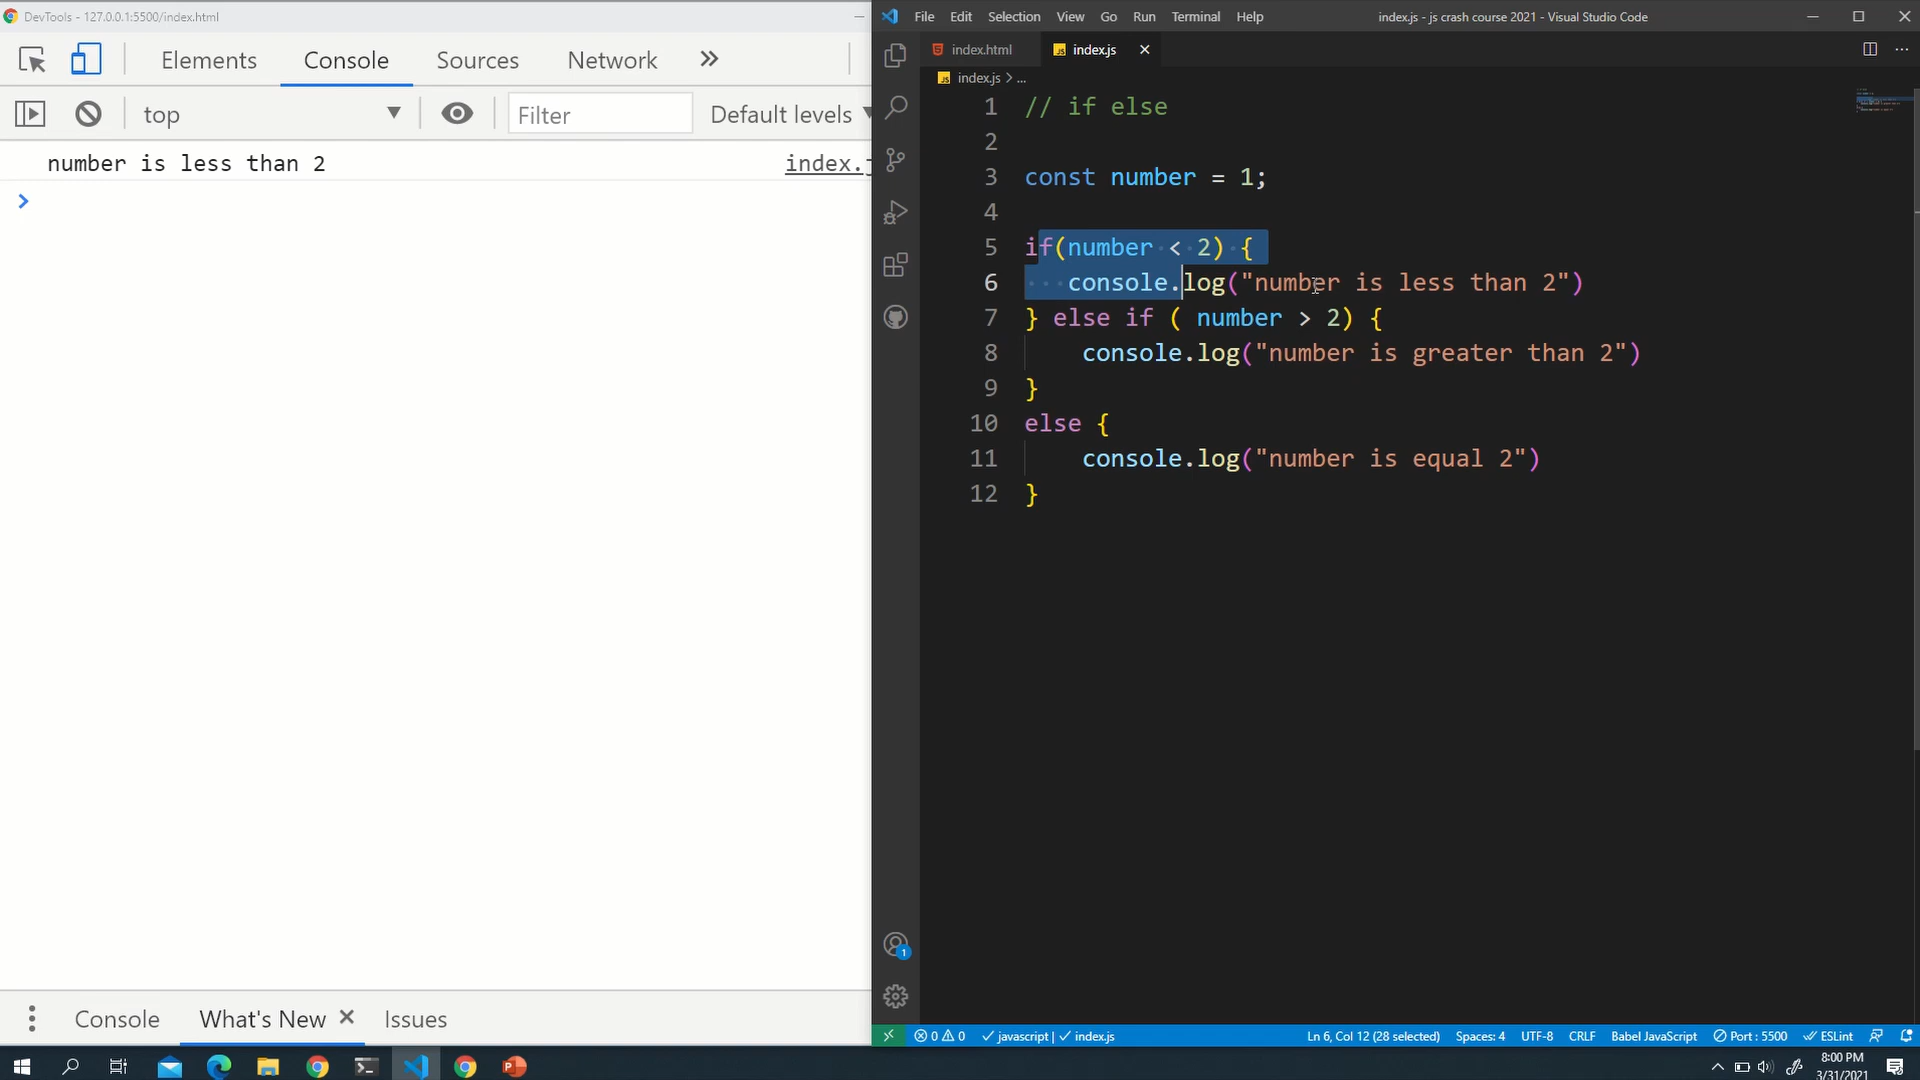 DevTools - 127.0.0.1:5500/index.html
Elements Console Sources Network
top Filter Default levels
number is less than 2 index.j
Console What's New Issues
File Edit Selection View Go Run Terminal Help index.js - js crash course 2021 - Visual Studio Code
index.html JS index.js
JS index.js > ...
1 // if else
2
3 const number = 1;
4
5 if(number < 2) {
6 console.log("number is less than 2")
7 } else if ( number > 2) {
8 console.log("number is greater than 2")
9 }
10 else {
11 console.log("number is equal 2")
12 }
1
0 0 javascript | index.js Ln 6, Col 12 (28 selected) Spaces: 4 UTF-8 CRLF Babel JavaScript Port : 5500 ESLint
8:00 PM
3/31/2021